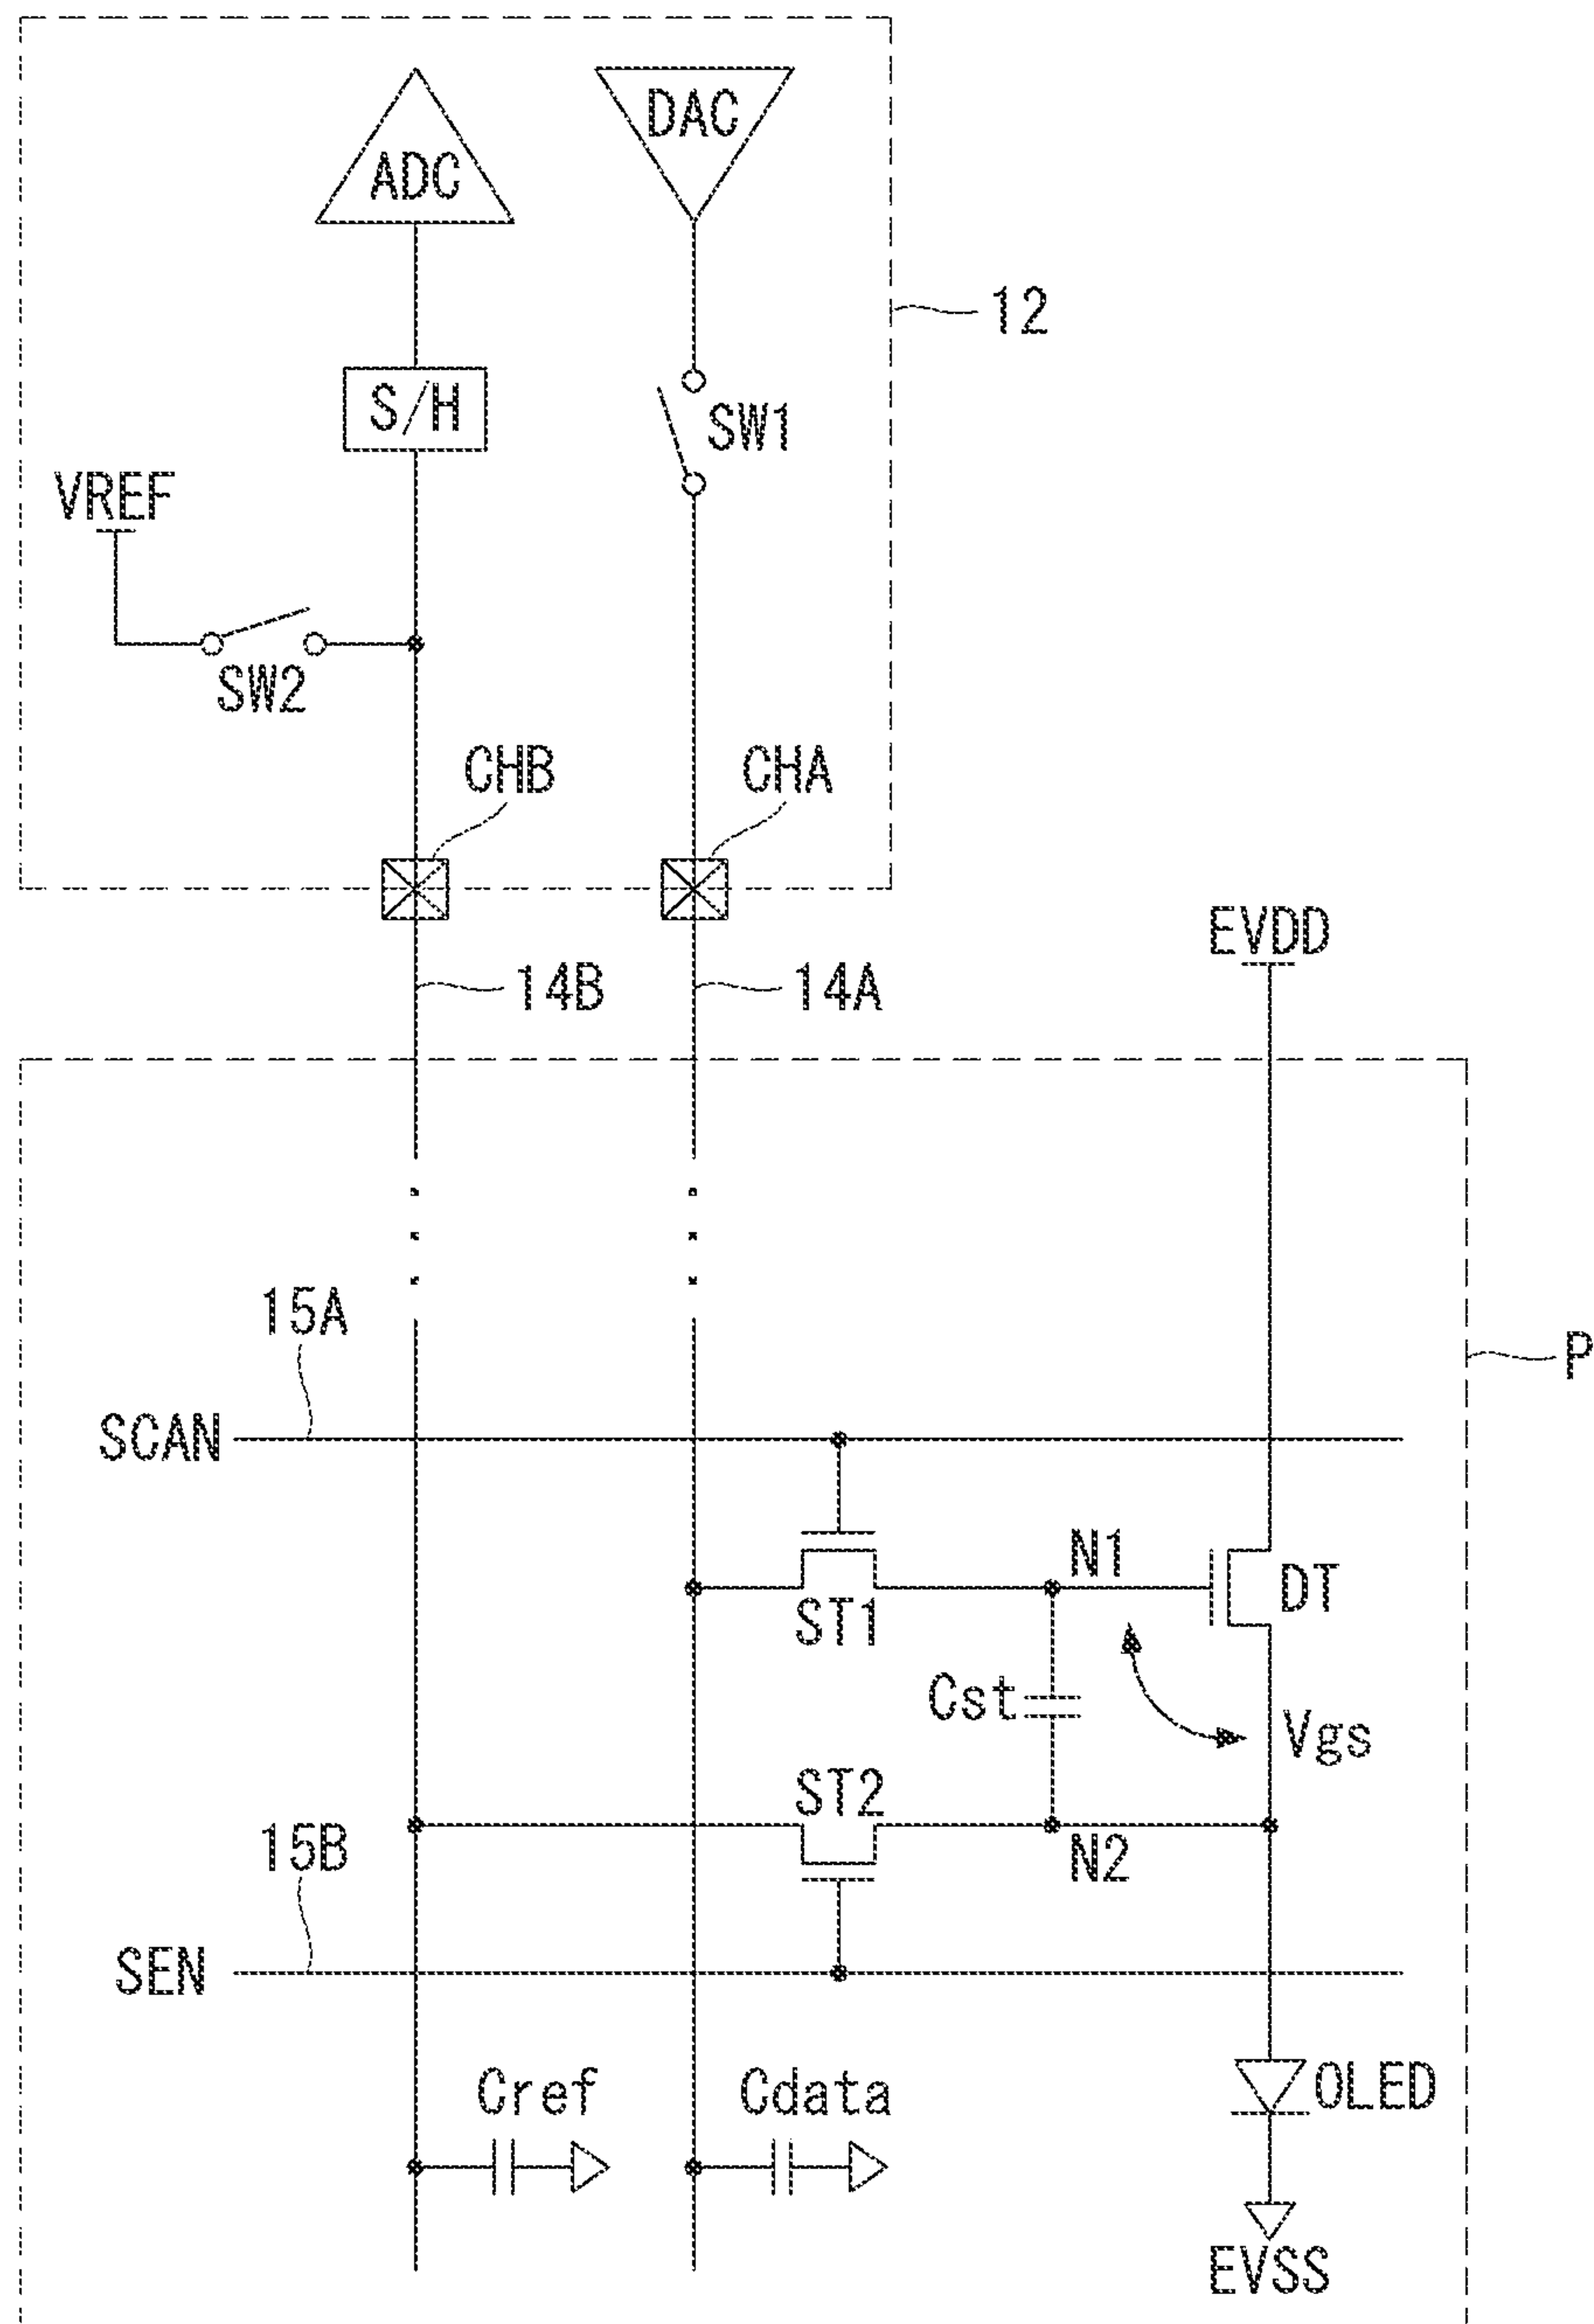 DAC
ADC
12
S/H
SW1
VREF
SW2
CHB
CHA
EVDD
14B
14A
15A
P
SCAN
N1
DT
ST1
Cst
Vgs
ST2
15B
N2
SEN
Cref
Cdata
OLED
EVSS